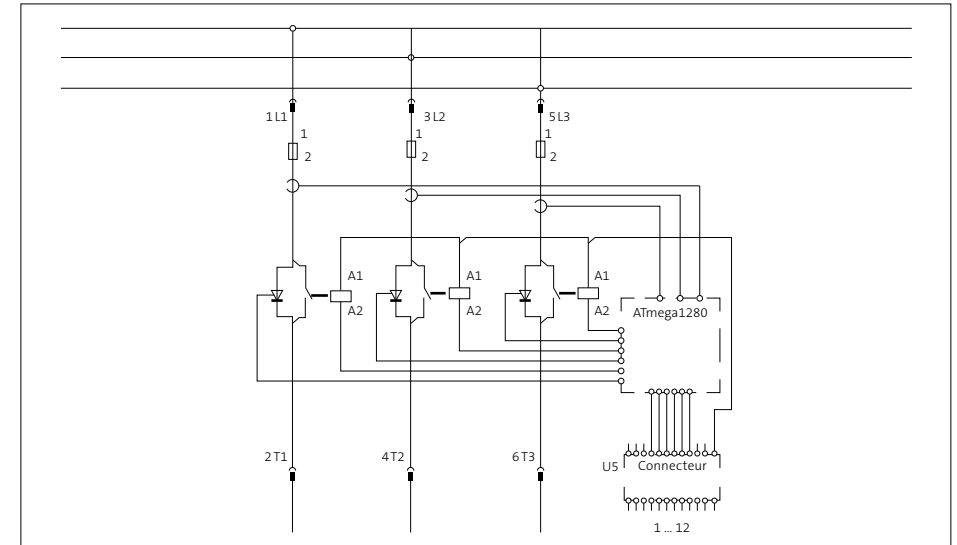 1 L1
3 L2
5 L3
1
1
1
2
2
2
A1
A1
A1
A2
A2
A2
ATmega1280
2 T1
4 T2
6 T3
U5
Connecteur
1 ... 12